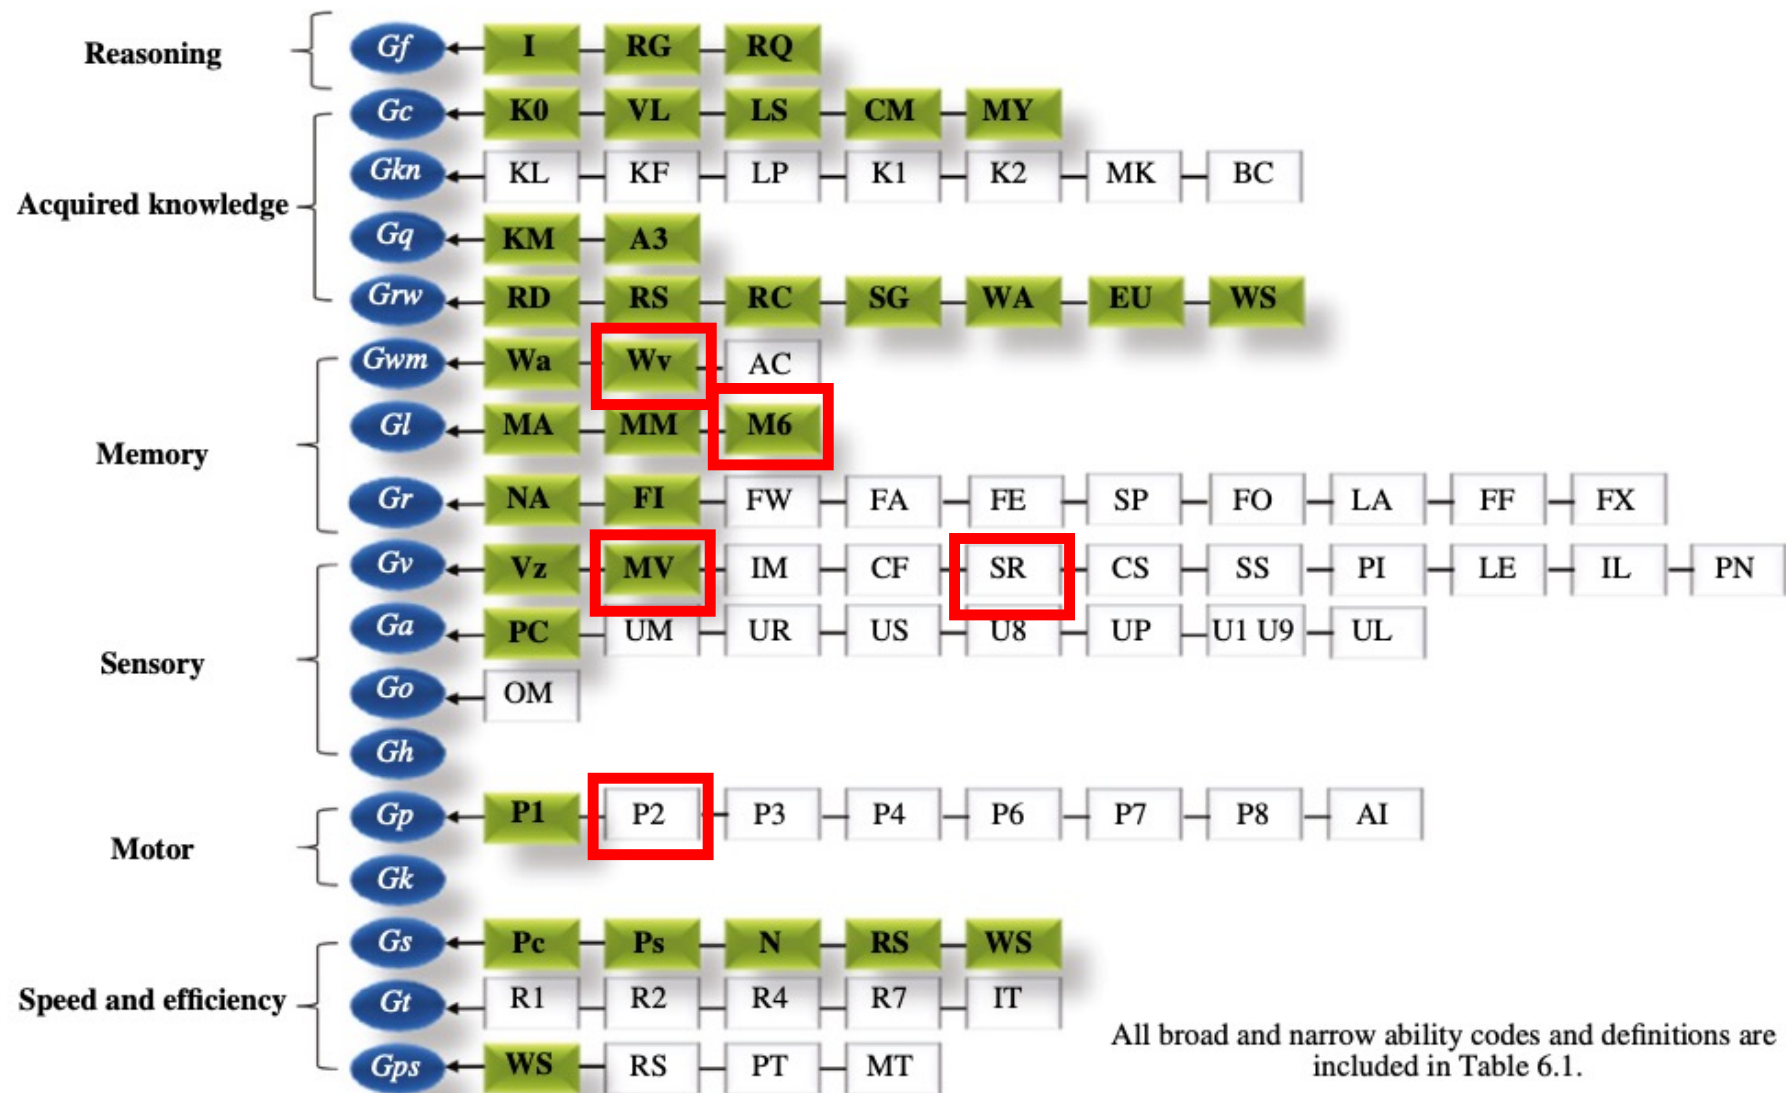 Reasoning
Gf I RG RQ
Gc K0 VL LS CM MY
Gkn KL KF LP K1 K2 MK BC
Acquired knowledge
Gq KM A3
Grw RD RS RC SG WA EU WS
Gwm Wa Wv AC
Gl MA MM M6
Memory
Gr NA FI FW FA FE SP FO LA FF FX
Gv Vz MV IM CF SR CS SS PI LE IL PN
Ga PC UM UR US U8 UP U1 U9 UL
Sensory
Go OM
Gh
Gp P1 P2 P3 P4 P6 P7 P8 AI
Motor
Gk
Gs Pc Ps N RS WS
Speed and efficiency
Gt R1 R2 R4 R7 IT
Gps WS RS PT MT
All broad and narrow ability codes and definitions are
included in Table 6.1.